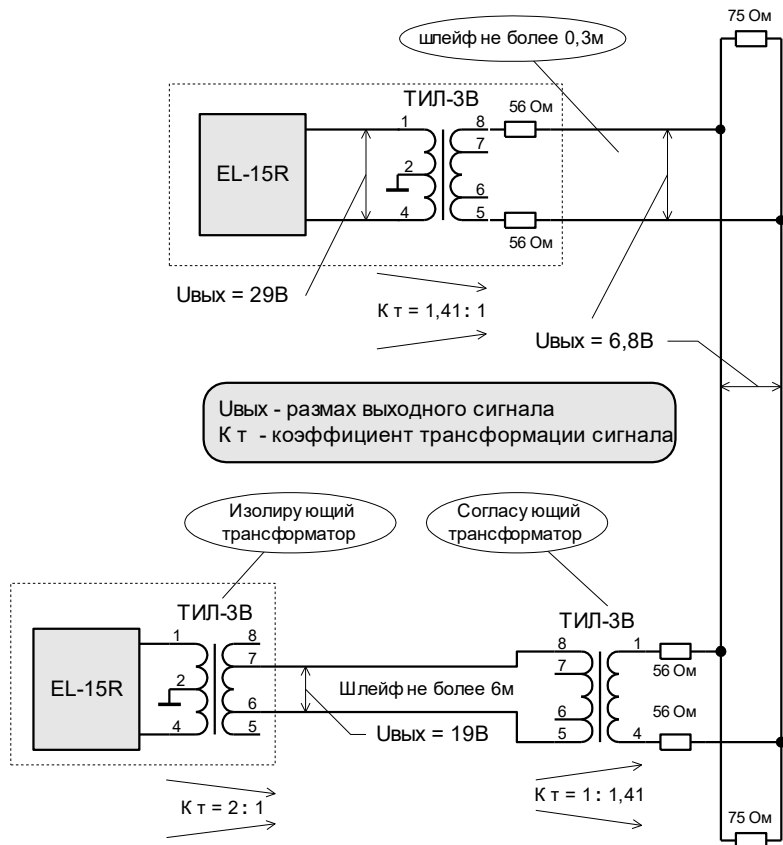 75 Ом
шлейф не более 0,3м
ТИЛ-3В
56 Ом
1
8
7
EL-15R
2
6
4
5
56 Ом
Uвых = 29В
К т = 1,41 : 1
Uвых = 6,8В
Uвых - размах выходного сигнала
К т - коэффициент трансформации сигнала
Изолирующий
трансформатор
Согласующий
трансформатор
ТИЛ-3В
ТИЛ-3В
1
8
7
EL-15R
2
6
4
5
Шлейф не более 6м
Uвых = 19В
8
1
7
56 Ом
6
56 Ом
5
4
К т = 2 : 1
К т = 1 : 1,41
75 Ом